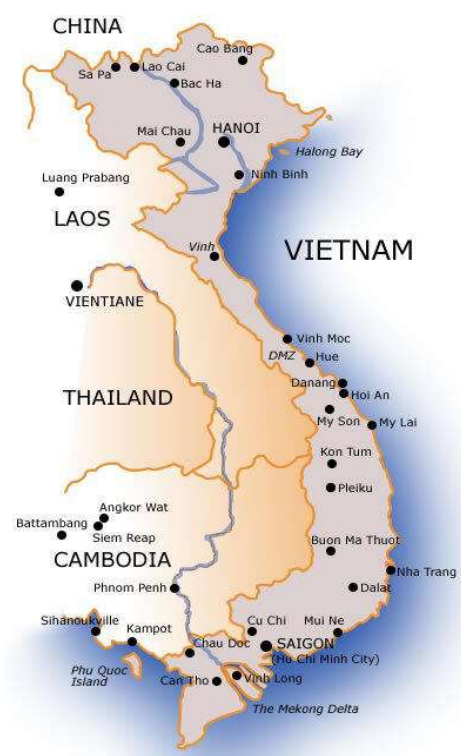 CHINA
Cao Bang
Sa Pa
Lao Cai
Bac Ha
Mai Chau
HANOI
Halong Bay
Luang Prabang
Ninh Binh
LAOS
Vinh
VIETNAM
VIENTIANE
Vinh Moc
DMZ
Hue
Danang
Hoi An
THAILAND
My Son
My Lai
Kon Tum
Pleiku
Angkor Wat
Battambang
Siem Reap
Buon Ma Thuot
CAMBODIA
Nha Trang
Phnom Penh
Dalat
Sihanoukville
Kampot
Cu Chi
Mui Ne
Chau Doc
SAIGON
(Ho Chi Minh City)
Phu Quoc
Island
Can Tho
Vinh Long
The Mekong Delta